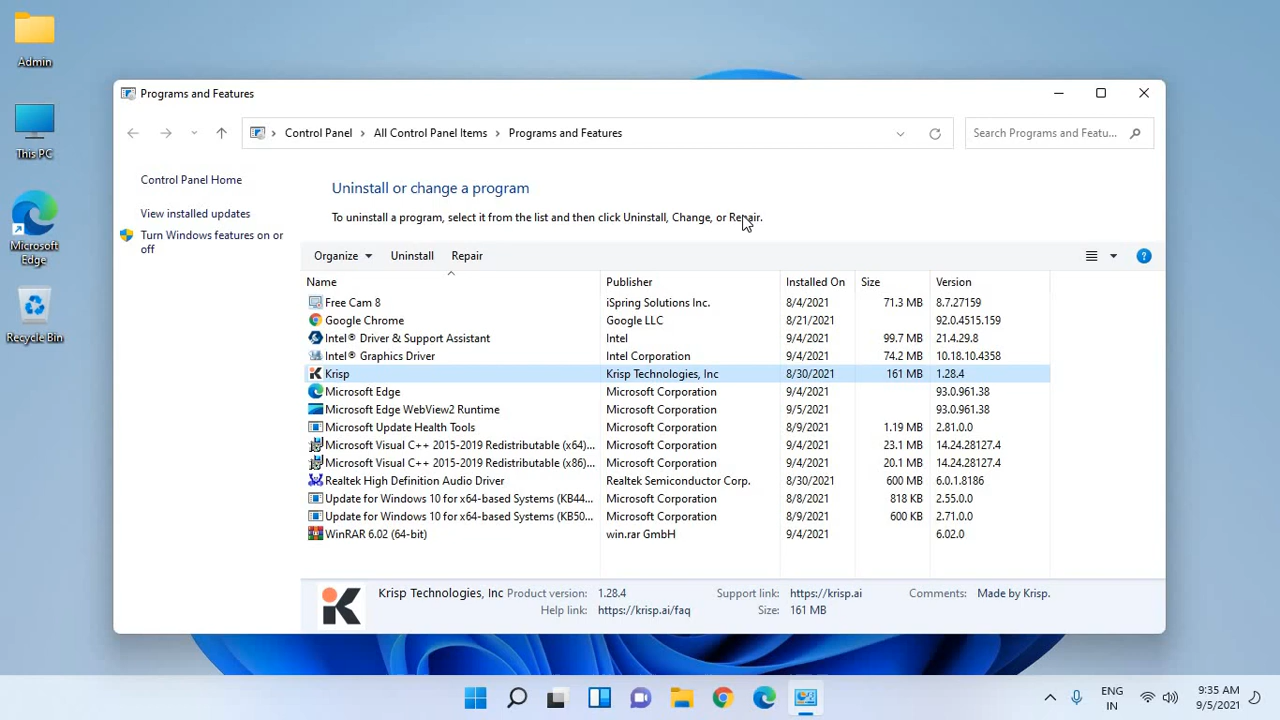 Admin
This PC
Microsoft
Edge
Recycle Bin
Programs and Features
Control Panel > All Control Panel Items > Programs and Features
Search Programs and Featu...
Control Panel Home
View installed updates
Turn Windows features on or
off
Uninstall or change a program
To uninstall a program, select it from the list and then click Uninstall, Change, or Repair.
Organize Uninstall Repair
Name Publisher Installed On Size Version
Free Cam 8 iSpring Solutions Inc. 8/4/2021 71.3 MB 8.7.27159
Google Chrome Google LLC 8/21/2021 92.0.4515.159
Intel® Driver & Support Assistant Intel 9/4/2021 99.7 MB 21.4.29.8
Intel® Graphics Driver Intel Corporation 9/4/2021 74.2 MB 10.18.10.4358
Krisp Krisp Technologies, Inc 8/30/2021 161 MB 1.28.4
Microsoft Edge Microsoft Corporation 9/4/2021 93.0.961.38
Microsoft Edge WebView2 Runtime Microsoft Corporation 9/5/2021 93.0.961.38
Microsoft Update Health Tools Microsoft Corporation 8/9/2021 1.19 MB 2.81.0.0
Microsoft Visual C++ 2015-2019 Redistributable (x64)... Microsoft Corporation 9/4/2021 23.1 MB 14.24.28127.4
Microsoft Visual C++ 2015-2019 Redistributable (x86)... Microsoft Corporation 9/4/2021 20.1 MB 14.24.28127.4
Realtek High Definition Audio Driver Realtek Semiconductor Corp. 8/30/2021 600 MB 6.0.1.8186
Update for Windows 10 for x64-based Systems (KB44... Microsoft Corporation 8/8/2021 818 KB 2.55.0.0
Update for Windows 10 for x64-based Systems (KB50... Microsoft Corporation 8/9/2021 600 KB 2.71.0.0
WinRAR 6.02 (64-bit) win.rar GmbH 9/4/2021 6.02.0
Krisp Technologies, Inc Product version: 1.28.4 Support link: https://krisp.ai Comments: Made by Krisp.
Help link: https://krisp.ai/faq Size: 161 MB
ENG
IN
9:35 AM
9/5/2021